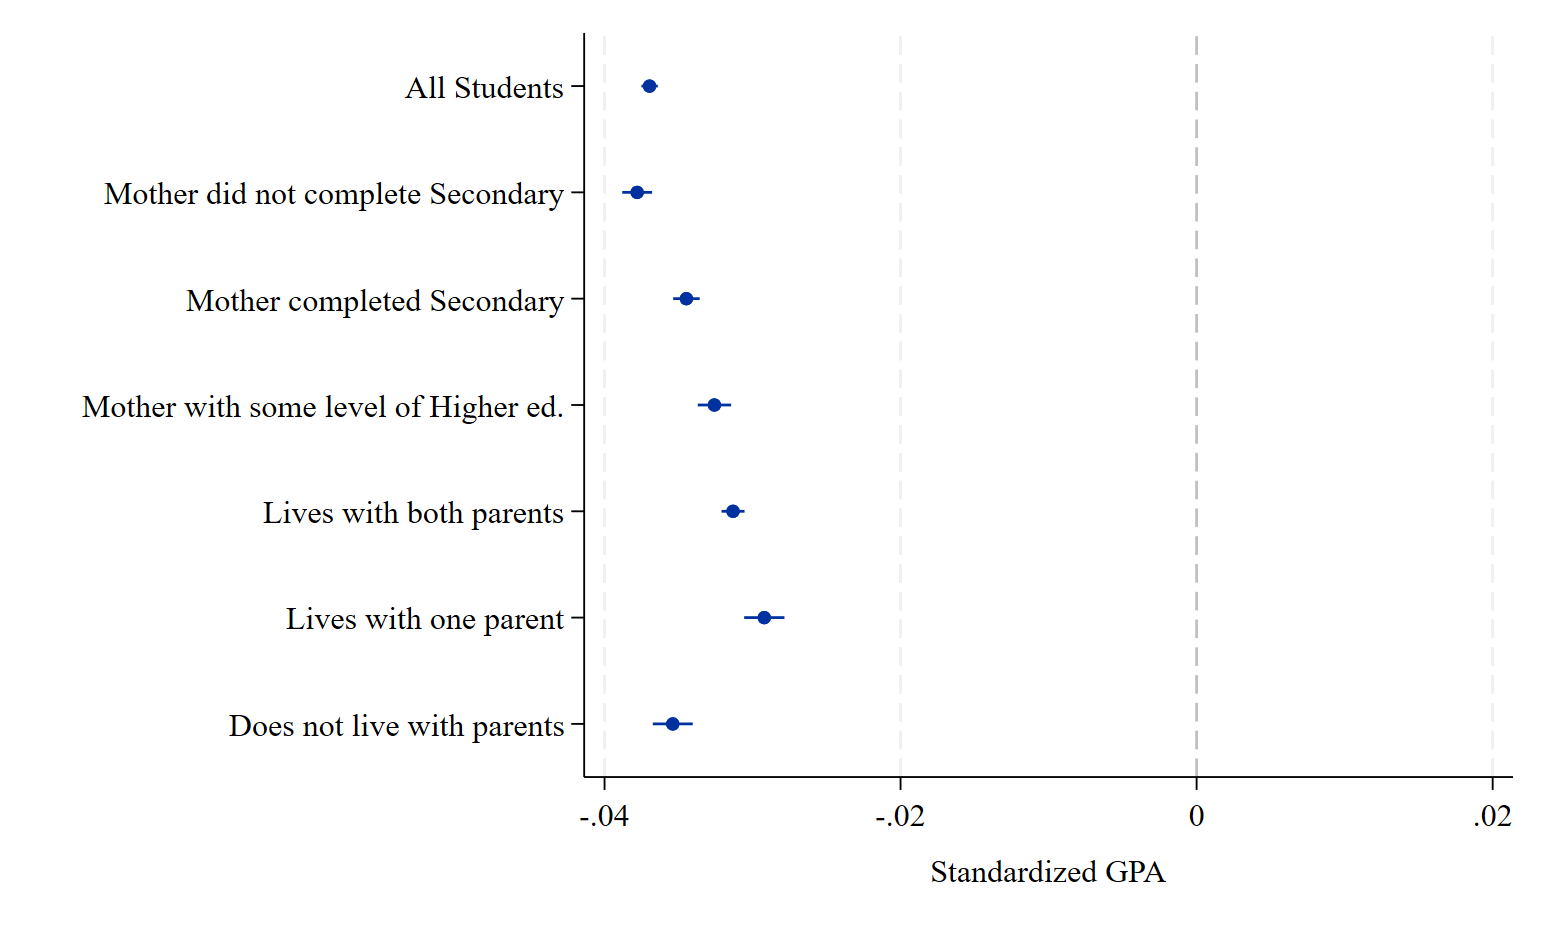 All Students
Mother did not complete Secondary
Mother completed Secondary
Mother with some level of Higher ed.
Lives with both parents
Lives with one parent
Does not live with parents
-.04 -.02 0 .02
Standardized GPA